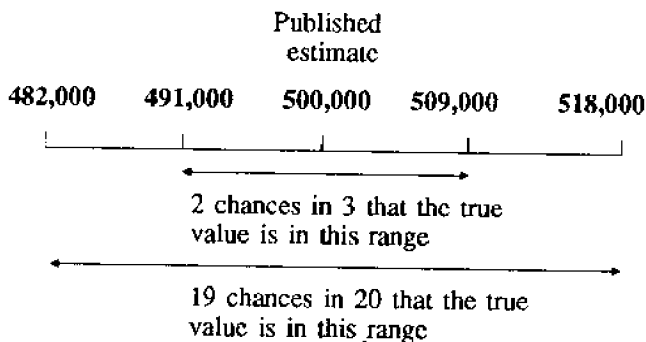 Published
estimate
482,000 491,000 500,000 509,000 518,000
2 chances in 3 that the true
value is in this range
19 chances in 20 that the true
value is in this range